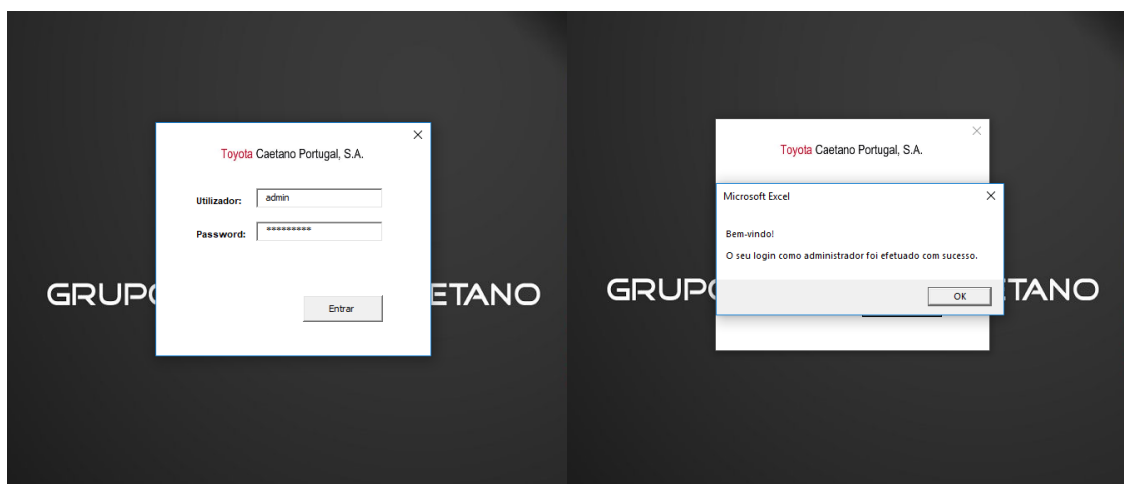 Toyota Caetano Portugal, S.A.
Utilizador: admin
Password: *********
Entrar
GRUPO ETANO
Toyota Caetano Portugal, S.A.
Microsoft Excel
Bem-vindo!
O seu login como administrador foi efetuado com sucesso.
OK
GRUPO TANO